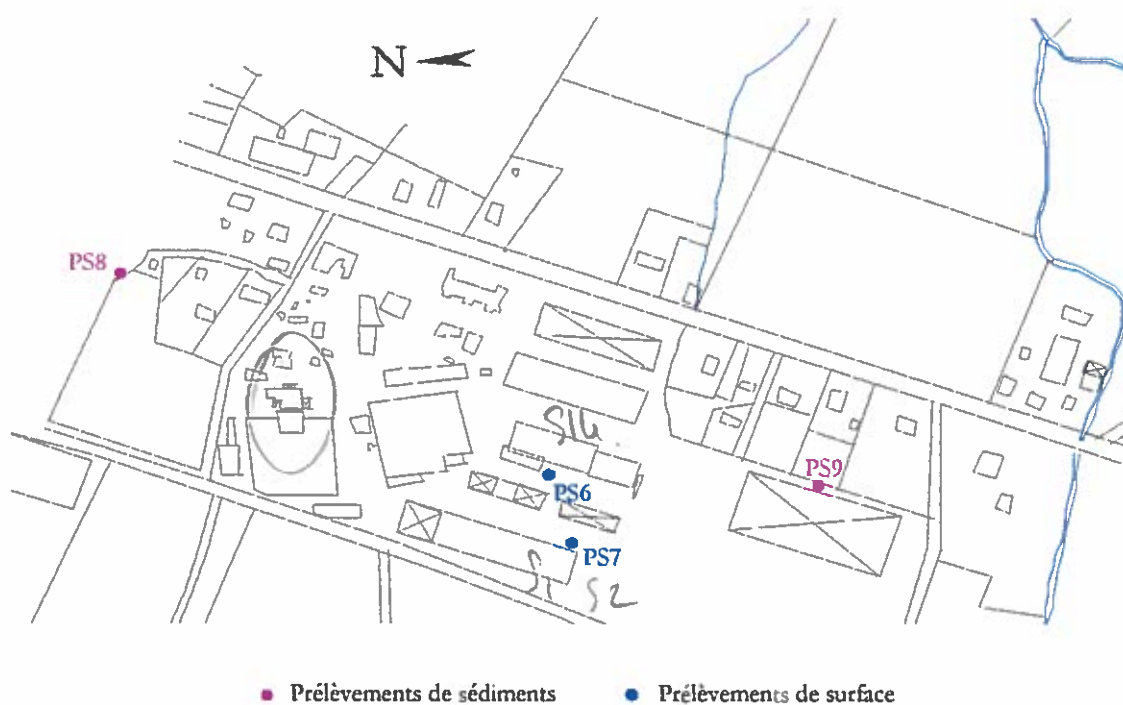 N
PS8
S14
PS9
PS6
PS7
S1 S2
Prélèvements de sédiments
Prélèvements de surface